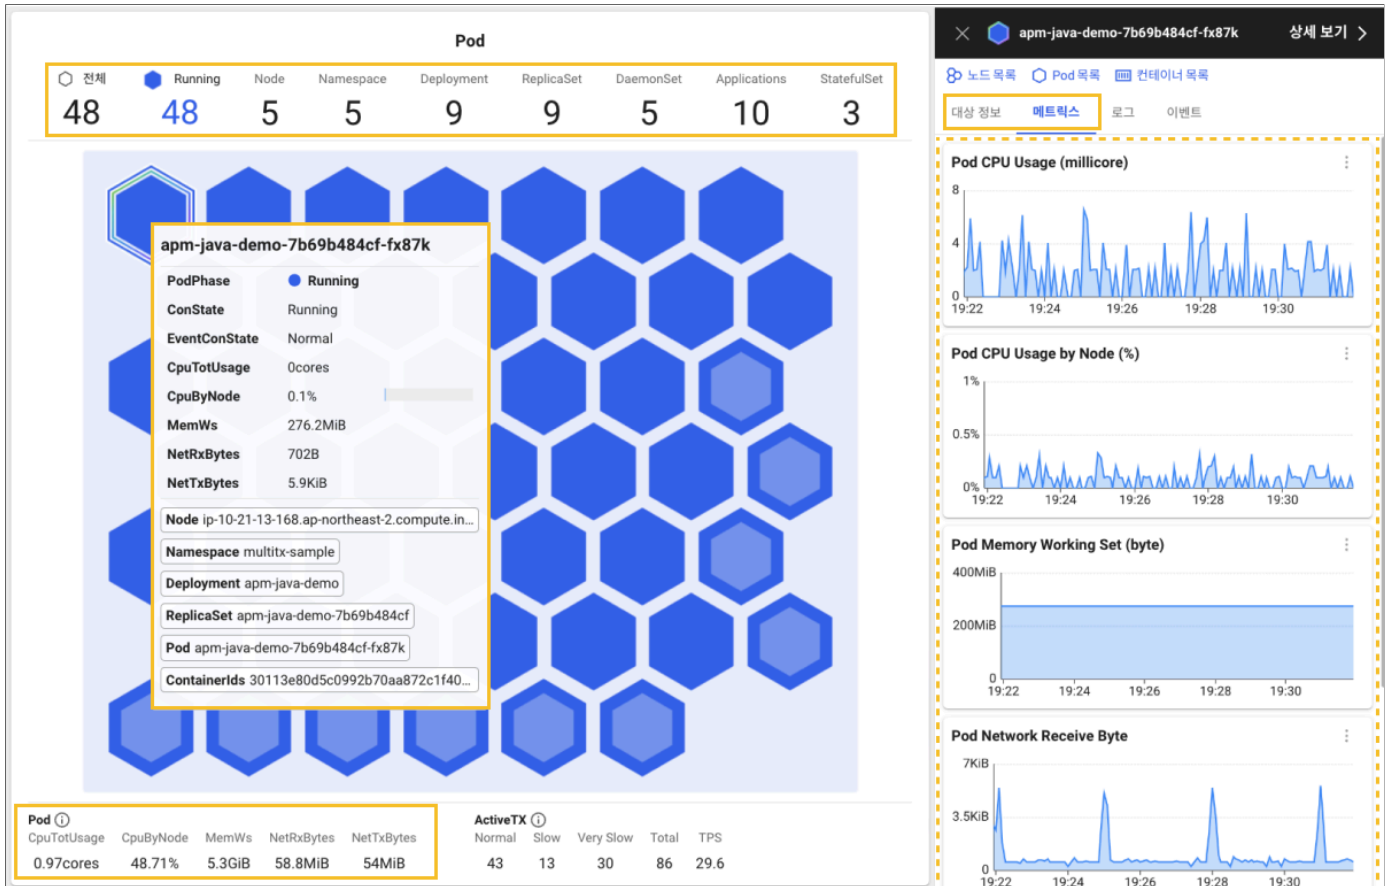 Pod
전체 Running Node Namespace Deployment ReplicaSet DaemonSet Applications StatefulSet
48 48 5 5 9 9 5 10 3
apm-java-demo-7b69b484cf-fx87k
PodPhase Running
ConState Running
EventConState Normal
CpuTotUsage 0cores
CpuByNode 0.1%
MemWs 276.2MiB
NetRxBytes 702B
NetTxBytes 5.9KiB
Node ip-10-21-13-168.ap-northeast-2.compute.in...
Namespace multitx-sample
Deployment apm-java-demo
ReplicaSet apm-java-demo-7b69b484cf
Pod apm-java-demo-7b69b484cf-fx87k
ContainerIds 30113e80d5c0992b70aa872c1f40...
Pod
CpuTotUsage CpuByNode MemWs NetRxBytes NetTxBytes
0.97cores 48.71% 5.3GiB 58.8MiB 54MiB
ActiveTX
Normal Slow Very Slow Total TPS
43 13 30 86 29.6
apm-java-demo-7b69b484cf-fx87k 상세 보기
노드 목록 Pod 목록 컨테이너 목록
대상 정보 메트릭스 로그 이벤트
Pod CPU Usage (millicore)
8
4
0
19:22 19:24 19:26 19:28 19:30
Pod CPU Usage by Node (%)
1%
0.5%
0%
19:22 19:24 19:26 19:28 19:30
Pod Memory Working Set (byte)
400MiB
200MiB
0
19:22 19:24 19:26 19:28 19:30
Pod Network Receive Byte
7KiB
3.5KiB
0
19:22 19:24 19:26 19:28 19:30